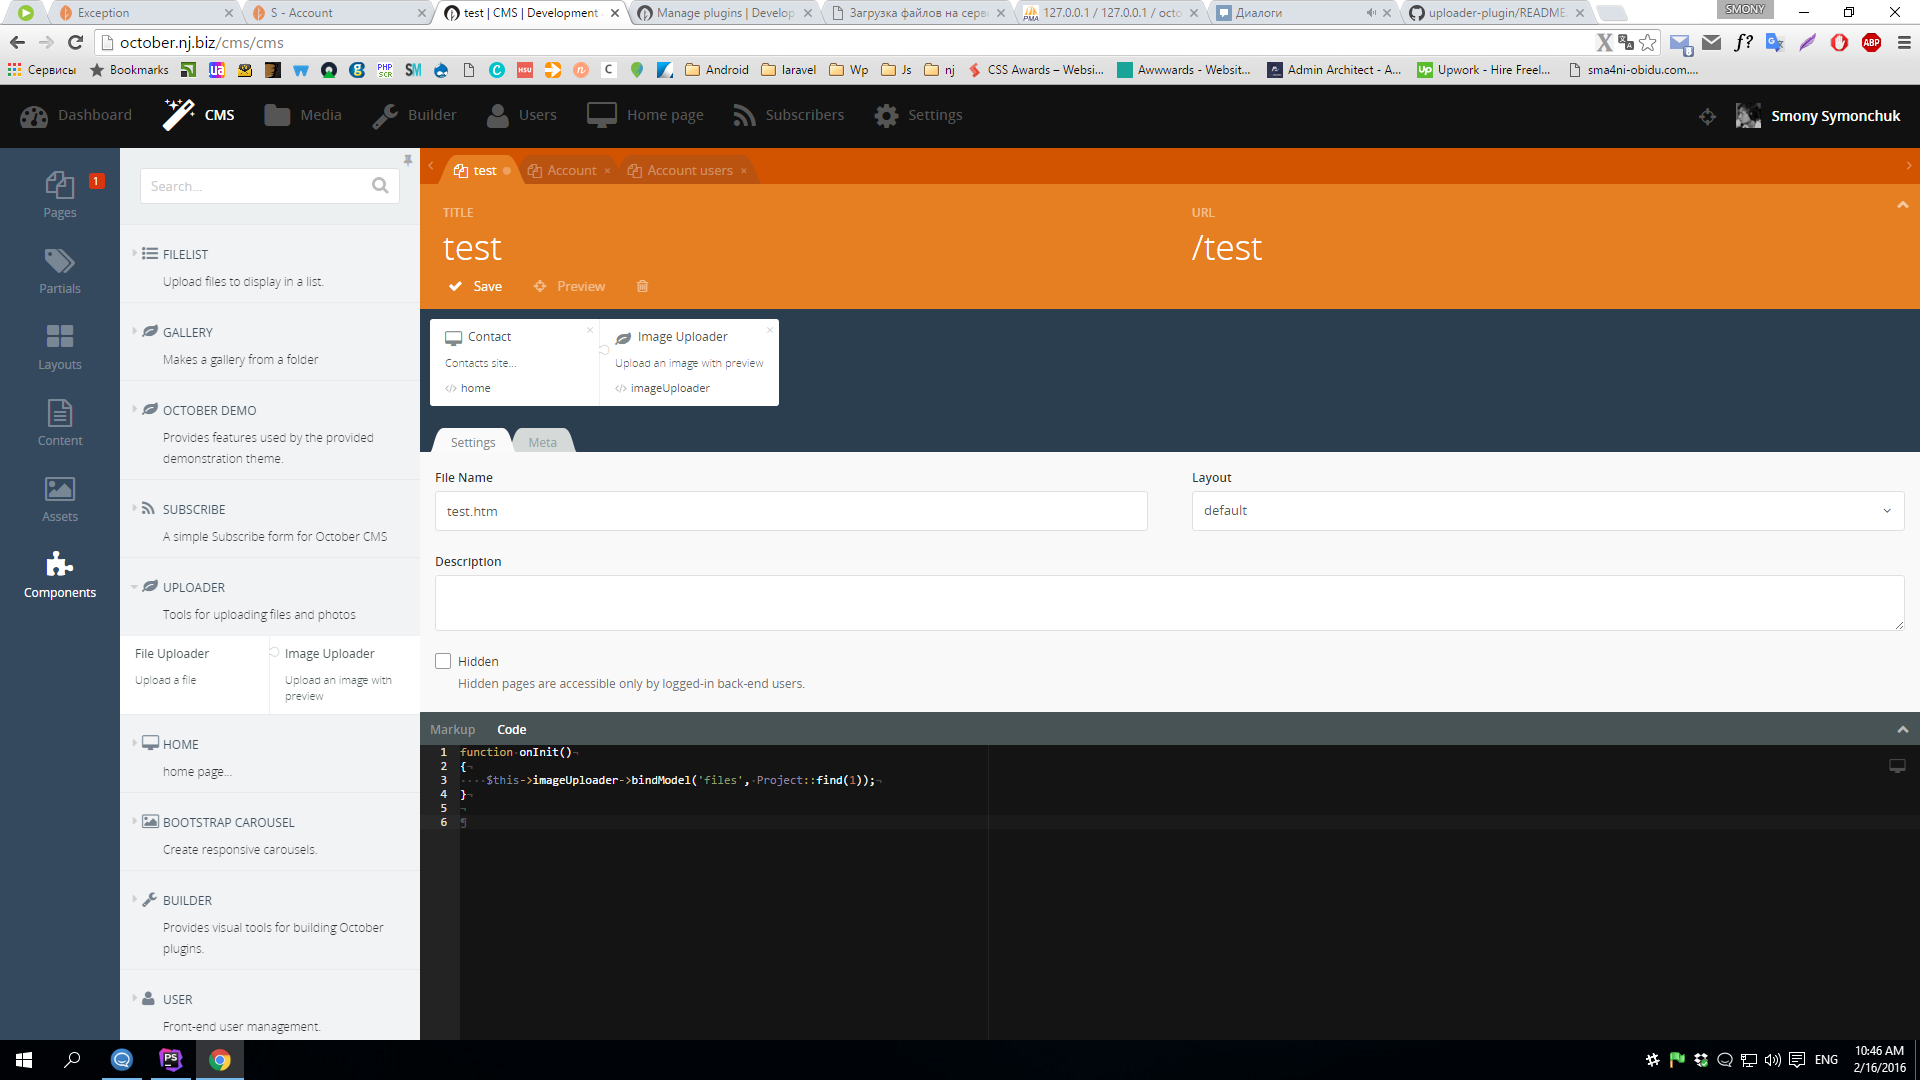 Exception
S - Account
test | CMS | Development
Manage plugins | Develop
Загрузка файлов на серв
127.0.0.1 / 127.0.0.1 / octo
Диалоги
uploader-plugin/README.
SMONY
october.nj.biz/cms/cms
Сервисы
Bookmarks
Android
laravel
Wp
Js
nj
CSS Awards – Websi...
Awwwards - Websit...
Admin Architect - A...
Upwork - Hire Freel...
sma4ni-obidu.com....
Dashboard
CMS
Media
Builder
Users
Home page
Subscribers
Settings
Smony Symonchuk
Pages
1
Partials
Layouts
Content
Assets
Components
Search...
FILELIST
Upload files to display in a list.
GALLERY
Makes a gallery from a folder
OCTOBER DEMO
Provides features used by the provided
demonstration theme.
SUBSCRIBE
A simple Subscribe form for October CMS
UPLOADER
Tools for uploading files and photos
File Uploader
Upload a file
Image Uploader
Upload an image with
preview
HOME
home page...
BOOTSTRAP CAROUSEL
Create responsive carousels.
BUILDER
Provides visual tools for building October
plugins.
USER
Front-end user management.
test
Account
Account users
TITLE
test
URL
/test
Save
Preview
Contact
Contacts site...
home
Image Uploader
Upload an image with preview
imageUploader
Settings
Meta
File Name
test.htm
Layout
default
Description
Hidden
Hidden pages are accessible only by logged-in back-end users.
Markup
Code
1 function onInit()
2 {
3 $this->imageUploader->bindModel('files', Project::find(1));
4 }
5
6
ENG
10:46 AM
2/16/2016